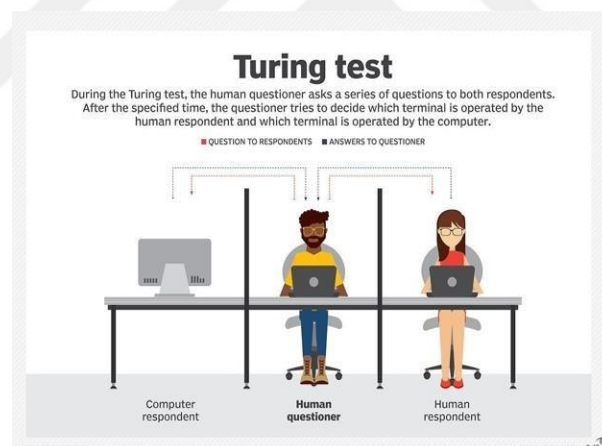 Turing test
During the Turing test, the human questioner asks a series of questions to both respondents.
After the specified time, the questioner tries to decide which terminal is operated by the
human respondent and which terminal is operated by the computer.
QUESTION TO RESPONDENTS ANSWERS TO QUESTIONER
Computer
respondent
Human
questioner
Human
respondent